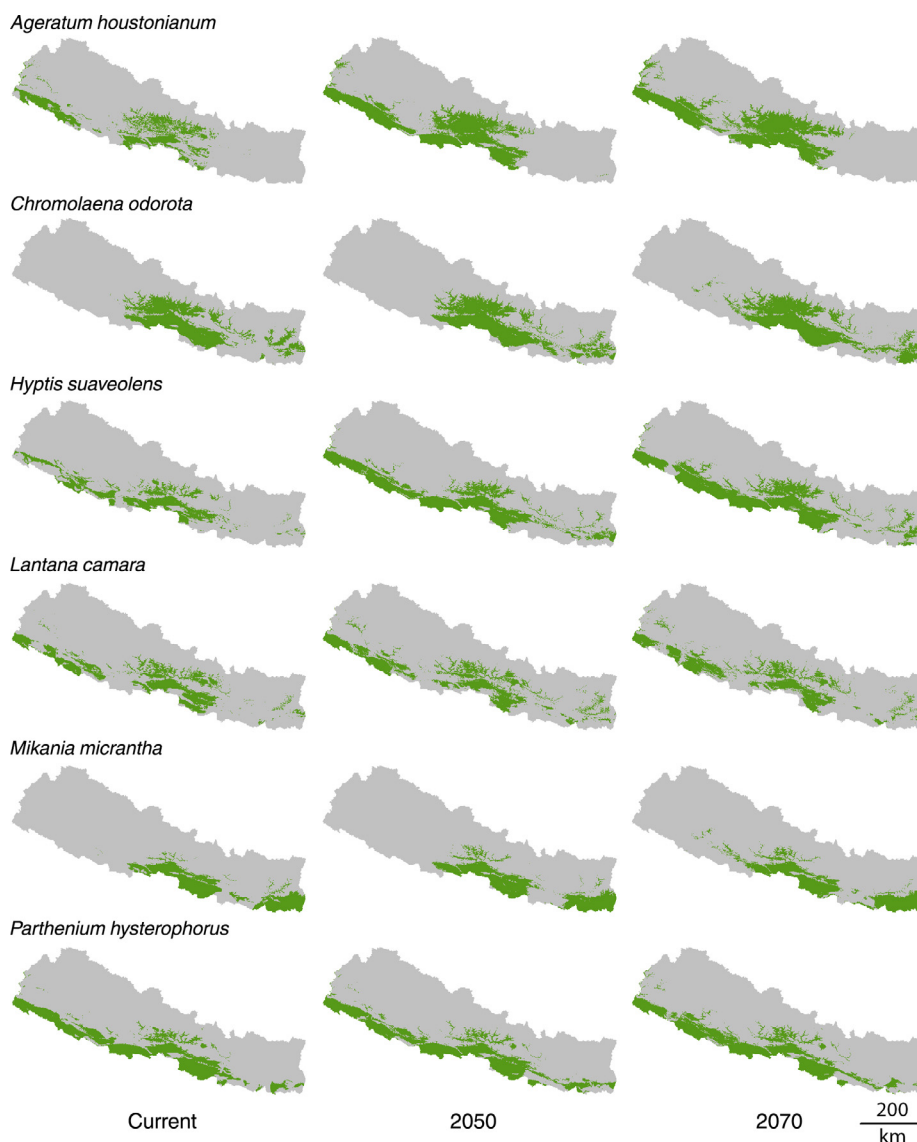 Ageratum houstonianum
Chromolaena odorota
Hyptis suaveolens
Lantana camara
Mikania micrantha
Parthenium hysterophorus
Current 2050 2070 200
km